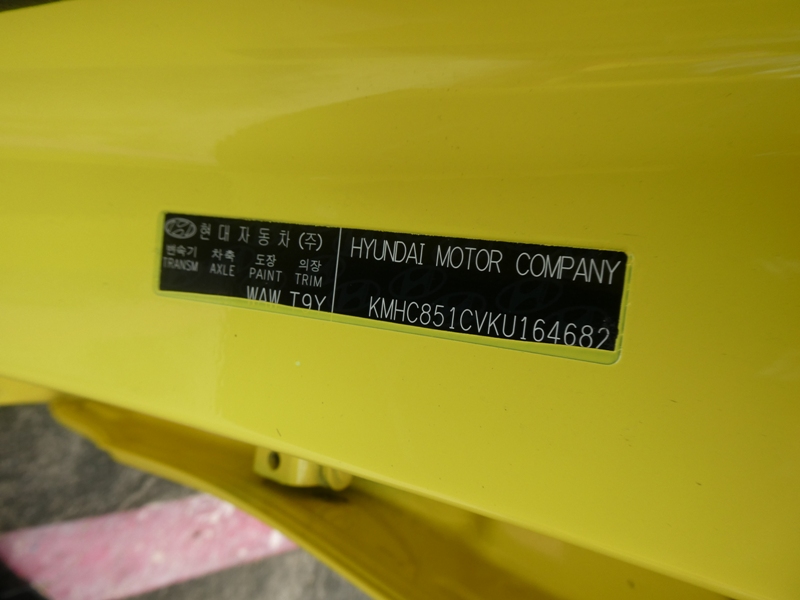 현대자동차(주)
변속기 차축 도장 의장
TRANSM AXLE PAINT TRIM
WAW T9Y
HYUNDAI MOTOR COMPANY
KMHC851CVKU164682